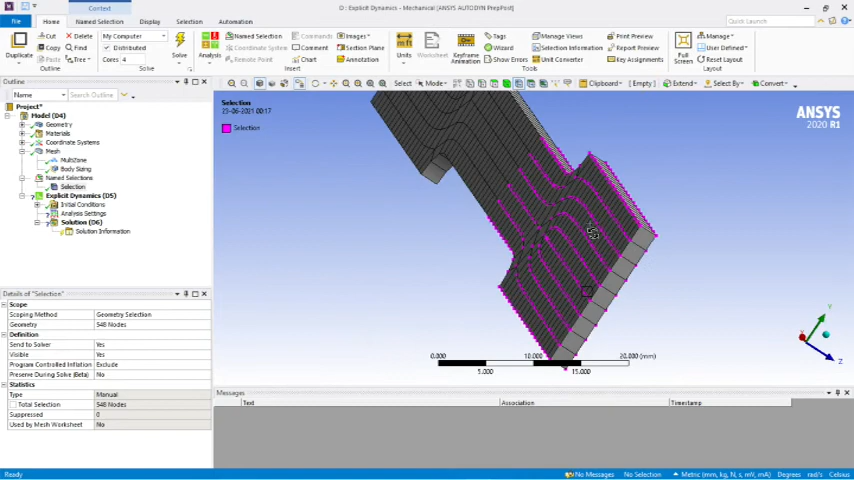 D : Explicit Dynamics - Mechanical [ANSYS AUTODYN PrepPost]
Context
File Home Named Selection Display Selection Automation
Quick Launch
Duplicate
Cut Delete My Computer
Copy Find Distributed
Paste Tree Cores 4
Solve
Analysis
Named Selection Commands Images
Coordinate System Comment Section Plane
Remote Point Chart Annotation
Units Worksheet Keyframe Animation
Tags Manage Views
Wizard Selection Information
Show Errors Unit Converter
Print Preview
Report Preview
Key Assignments
Full Screen
Manage
User Defined
Reset Layout
Outline Solve Insert Tools Layout
Outline
Name Search Outline
Select Mode Clipboard [ Empty ] Extend Select By Convert
Project*
Model (D4)
Geometry
Materials
Coordinate Systems
Mesh
MultiZone
Body Sizing
Named Selections
Selection
Explicit Dynamics (D5)
Initial Conditions
Analysis Settings
Solution (D6)
Solution Information
Selection
23-06-2021 00:17
Selection
ANSYS
2020 R1
0.000 10.000 20.000 (mm)
5.000 15.000
Y
X
Z
Details of "Selection"
Scope
Scoping Method Geometry Selection
Geometry 548 Nodes
Definition
Send to Solver Yes
Visible Yes
Program Controlled Inflation Exclude
Preserve During Solve (Beta) No
Statistics
Type Manual
Total Selection 548 Nodes
Suppressed 0
Used by Mesh Worksheet No
Messages
Text Association Timestamp
Ready No Messages No Selection Metric (mm, kg, N, s, mV, mA) Degrees rad/s Celsius